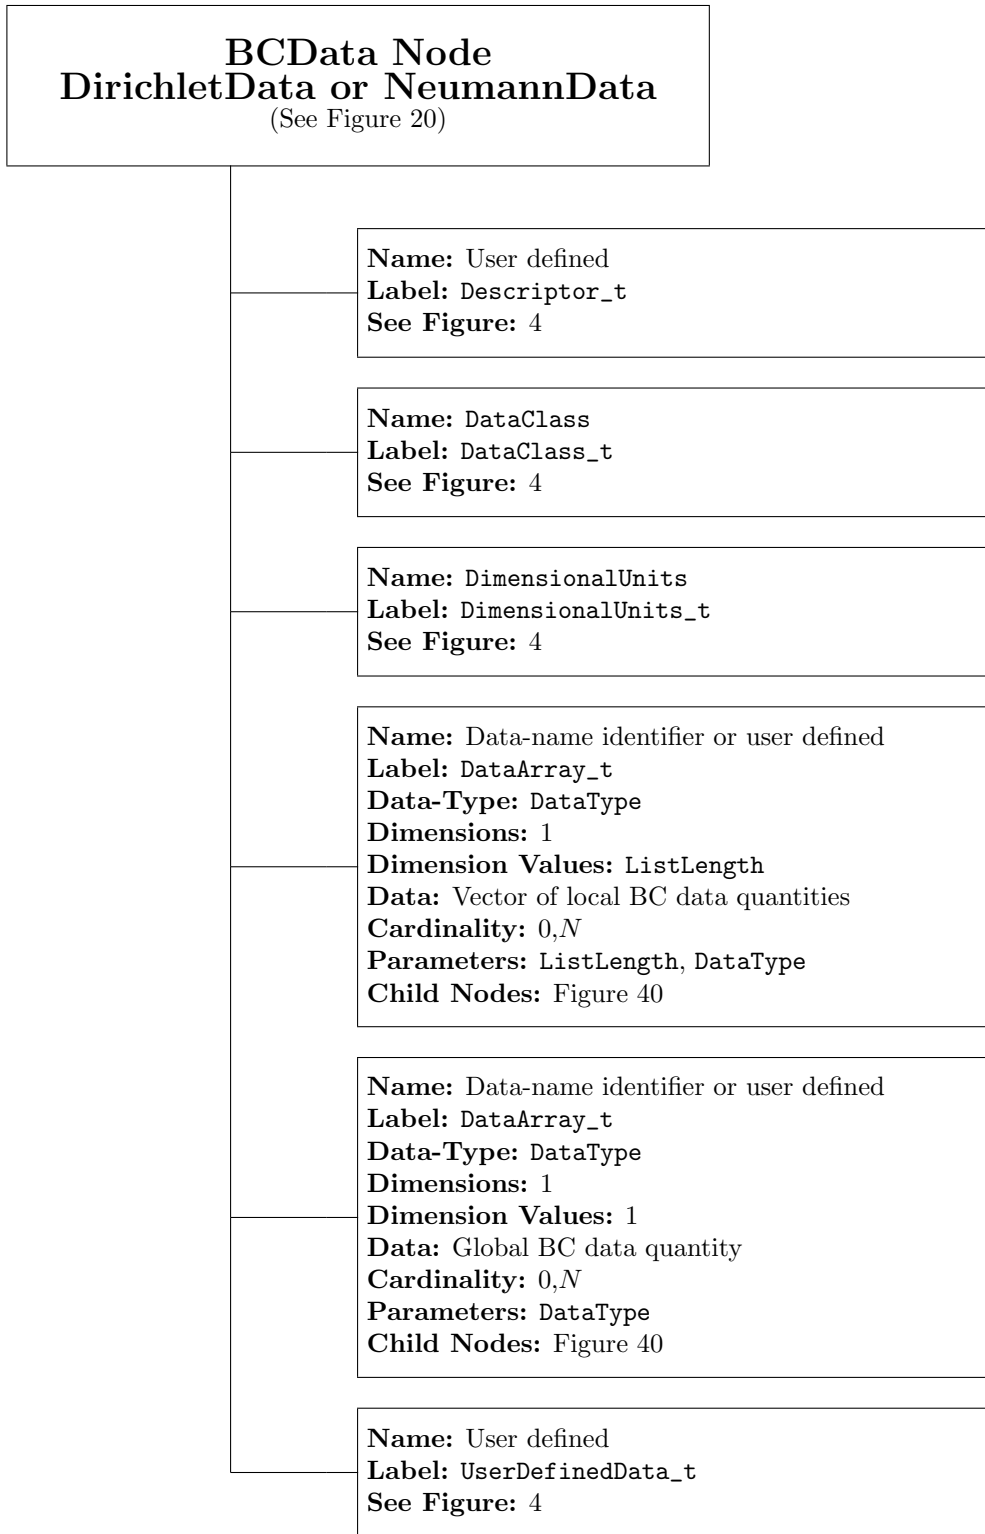 BCData Node
DirichletData or NeumannData
(See Figure 20)
Name: User defined
Label: Descriptor_t
See Figure: 4
Name: DataClass
Label: DataClass_t
See Figure: 4
Name: DimensionalUnits
Label: DimensionalUnits_t
See Figure: 4
Name: Data-name identifier or user defined
Label: DataArray_t
Data-Type: DataType
Dimensions: 1
Dimension Values: ListLength
Data: Vector of local BC data quantities
Cardinality: 0,N
Parameters: ListLength, DataType
Child Nodes: Figure 40
Name: Data-name identifier or user defined
Label: DataArray_t
Data-Type: DataType
Dimensions: 1
Dimension Values: 1
Data: Global BC data quantity
Cardinality: 0,N
Parameters: DataType
Child Nodes: Figure 40
Name: User defined
Label: UserDefinedData_t
See Figure: 4